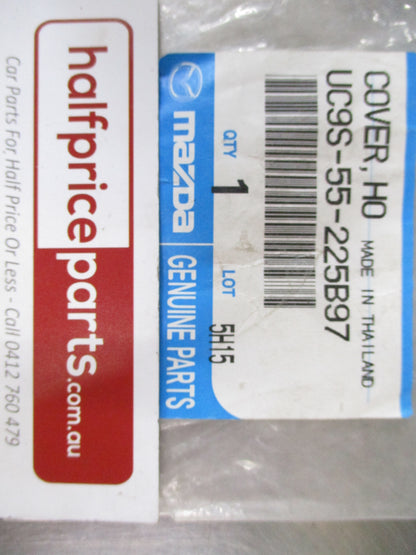 COVER, HO
MADE IN THAILAND
UC9S-55-225B97
QTY
1
LOT
5H15
mazda
GENUINE PARTS
halfpriceparts.com.au
Car Parts For Half Price Or Less - Call 0412 760 479